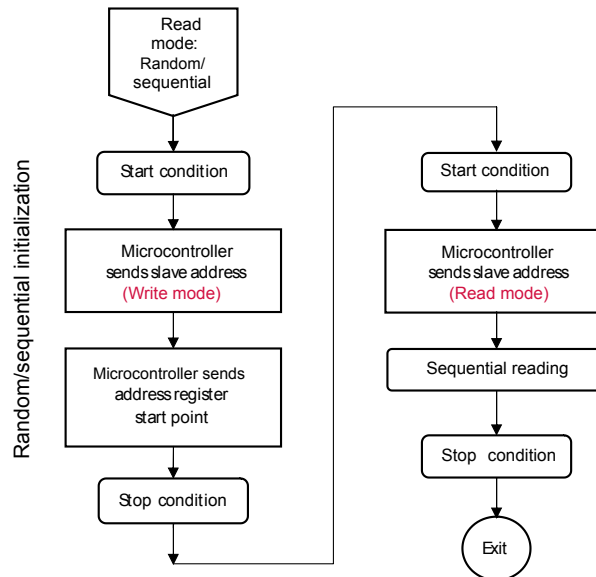 Read
mode:
Random/
sequential
Start condition
Microcontroller
sends slave address
(Write mode)
Microcontroller sends
address register
start point
Stop condition
Random/sequential initialization
Start condition
Microcontroller
sends slave address
(Read mode)
Sequential reading
Stop condition
Exit